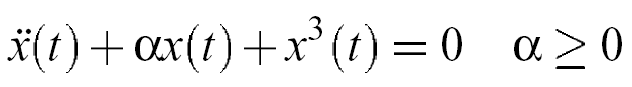 ẍ(t) + αx(t) + x³(t) = 0 α ≥ 0